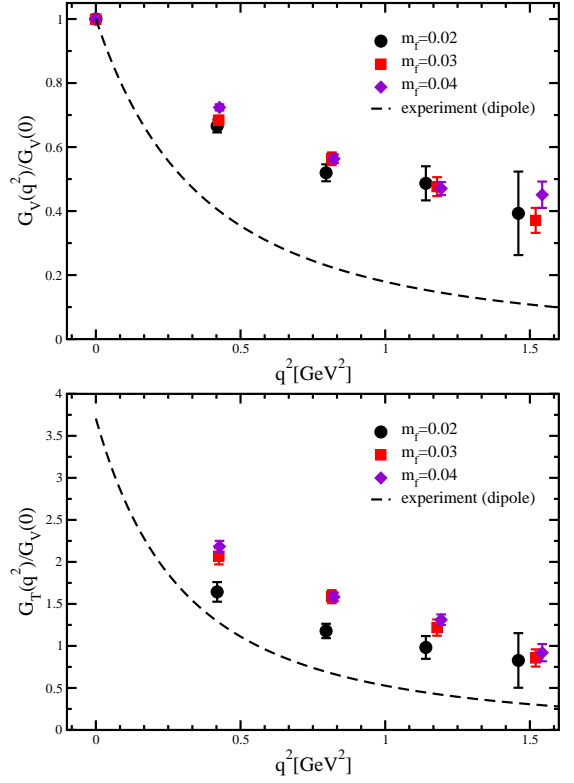 1
0.8
0.6
0.4
0.2
0
G_V(q^2)/G_V(0)
m_f=0.02
m_f=0.03
m_f=0.04
experiment (dipole)
0
0.5
1
1.5
q^2[GeV^2]
4
3.5
3
2.5
2
1.5
1
0.5
0
G_T(q^2)/G_V(0)
m_f=0.02
m_f=0.03
m_f=0.04
experiment (dipole)
0
0.5
1
1.5
q^2[GeV^2]